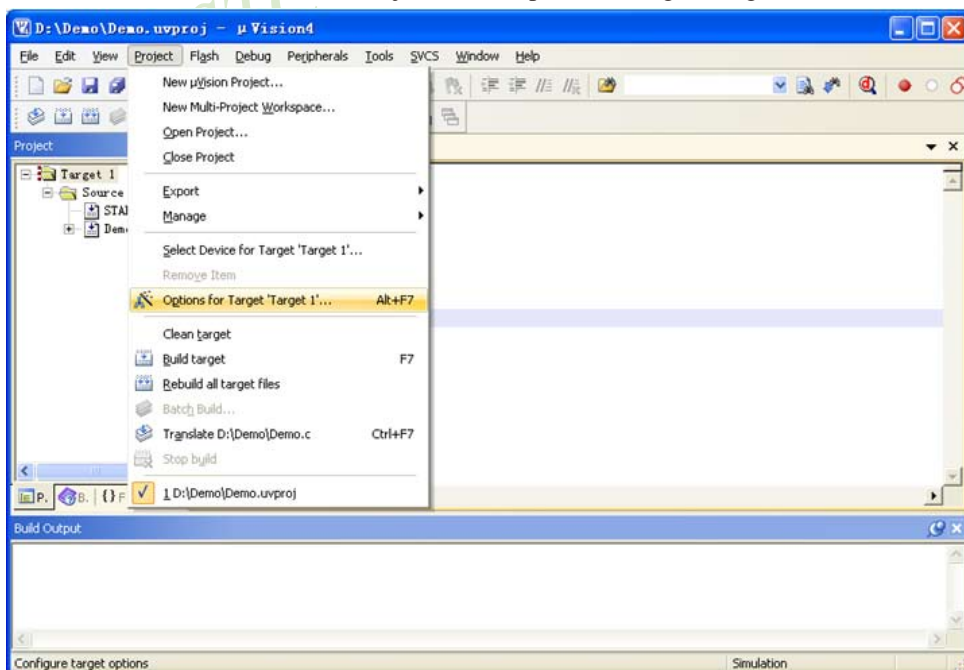 D:\Demo\Demo.uvproj - µVision4
File Edit View Project Flash Debug Peripherals Tools SVCS Window Help
New µVision Project...
New Multi-Project Workspace...
Open Project...
Close Project
Project
Target 1
Source
Export
Manage
Select Device for Target 'Target 1'...
Remove Item
Options for Target 'Target 1'... Alt+F7
Clean target
Build target F7
Rebuild all target files
Batch Build...
Translate D:\Demo\Demo.c Ctrl+F7
Stop build
1 D:\Demo\Demo.uvproj
P. B. {} F
Build Output
Configure target options Simulation